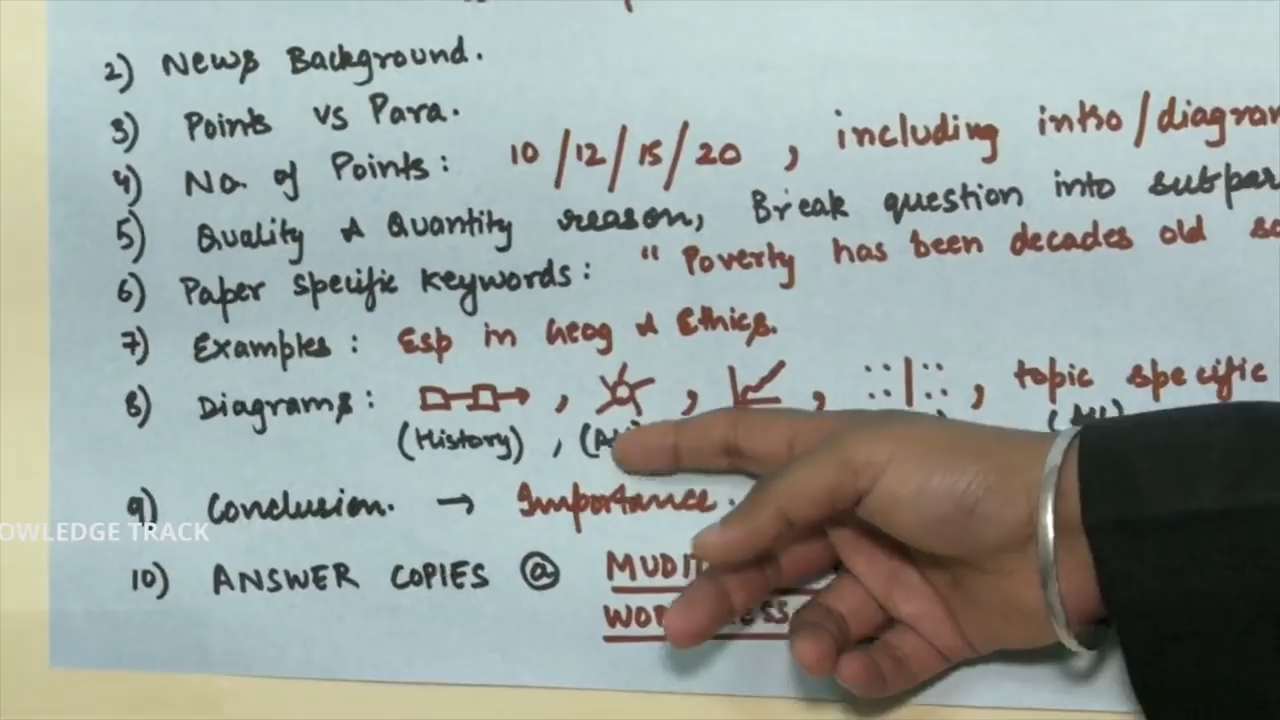 2) News Background.
3) Points vs Para.
4) No. of Points: 10/12/15/20, including intro/diagram
5) Quality & Quantity reason, Break question into subpar
6) Paper specific keywords: "Poverty has been decades old
7) Examples: Esp in Geog & Ethics.
8) Diagrams: , , , , topic specific
(History), (All)
9) Conclusion. → Importance.
OWLEDGE TRACK
10) ANSWER COPIES @ MUDIT